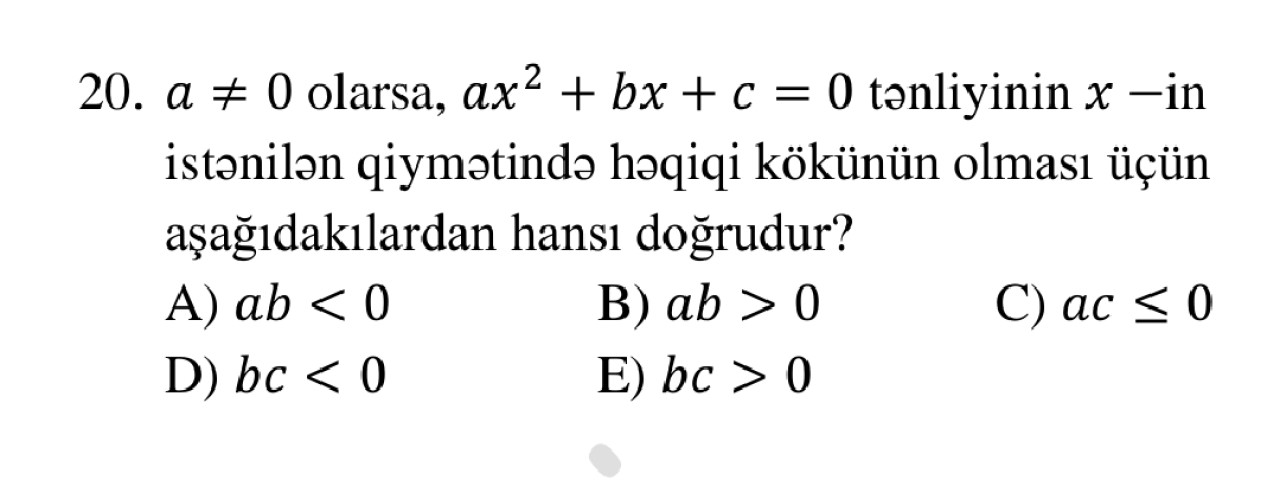 20. a ≠ 0 olarsa, ax² + bx + c = 0 tənliyinin x −in
istənilən qiymətində həqiqi kökünün olması üçün
aşağıdakılardan hansı doğrudur?
A) ab < 0 B) ab > 0 C) ac ≤ 0
D) bc < 0 E) bc > 0